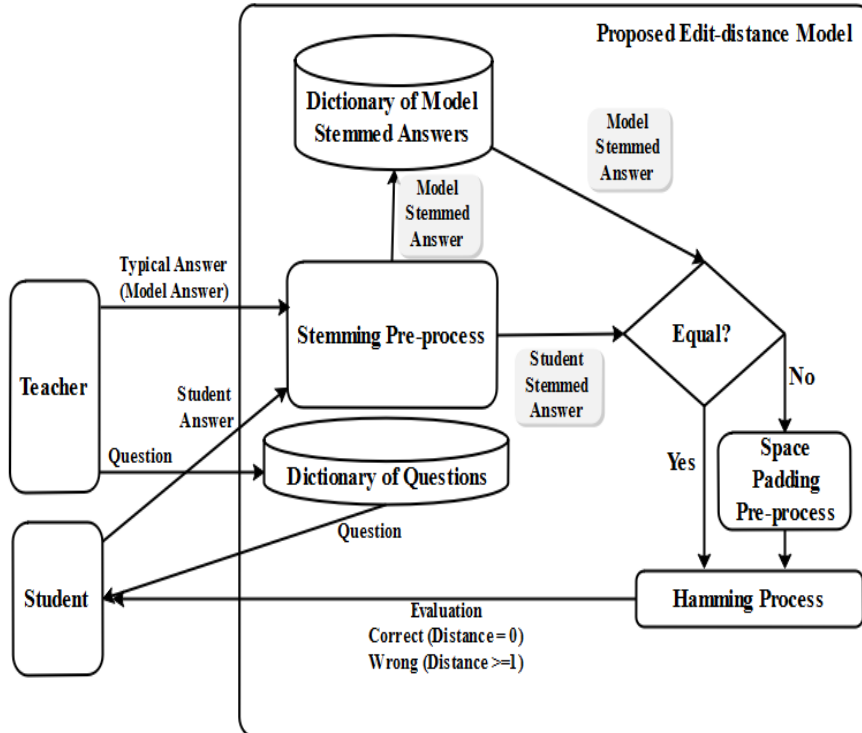 Proposed Edit-distance Model
Dictionary of Model
Stemmed Answers
Model
Stemmed
Answer
Model
Stemmed
Answer
Typical Answer
(Model Answer)
Stemming Pre-process
Equal?
Teacher
Student
Answer
Student
Stemmed
Answer
No
Question
Dictionary of Questions
Yes
Space
Padding
Pre-process
Question
Student
Hamming Process
Evaluation
Correct (Distance = 0)
Wrong (Distance >=1)